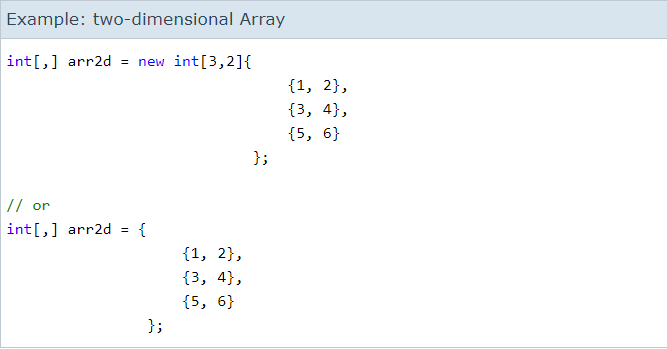 Example: two-dimensional Array
int[,] arr2d = new int[3,2]{
{1, 2},
{3, 4},
{5, 6}
};
// or
int[,] arr2d = {
{1, 2},
{3, 4},
{5, 6}
};